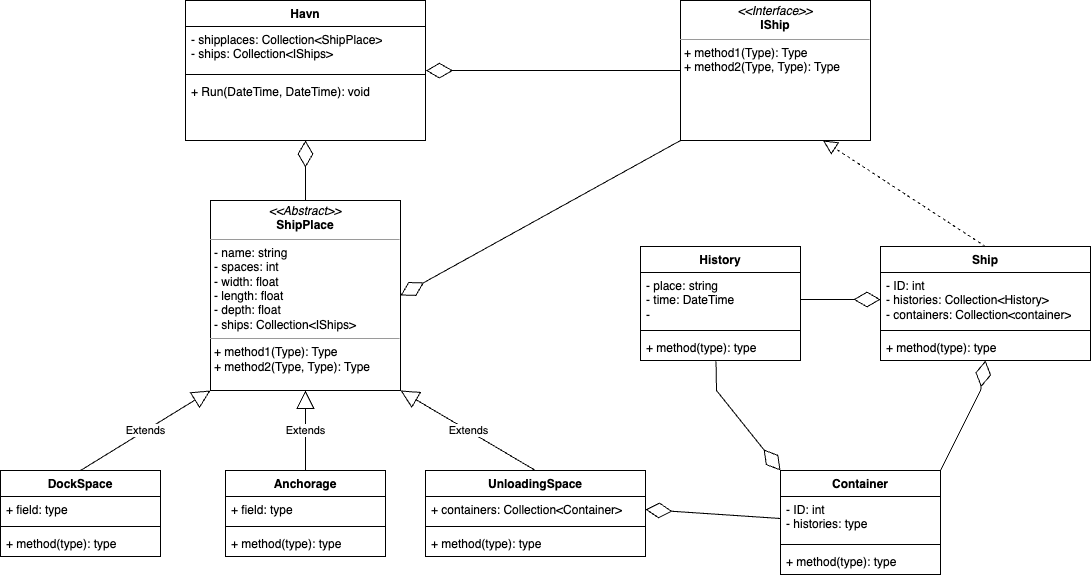 Havn
- shipplaces: Collection<ShipPlace>
- ships: Collection<IShips>
+ Run(DateTime, DateTime): void
<<Interface>>
IShip
+ method1(Type): Type
+ method2(Type, Type): Type
<<Abstract>>
ShipPlace
- name: string
- spaces: int
- width: float
- length: float
- depth: float
- ships: Collection<IShips>
+ method1(Type): Type
+ method2(Type, Type): Type
History
- place: string
- time: DateTime
-
+ method(type): type
Ship
- ID: int
- histories: Collection<History>
- containers: Collection<container>
+ method(type): type
Extends
Extends
Extends
DockSpace
+ field: type
+ method(type): type
Anchorage
+ field: type
+ method(type): type
UnloadingSpace
+ containers: Collection<Container>
+ method(type): type
Container
- ID: int
- histories: type
+ method(type): type